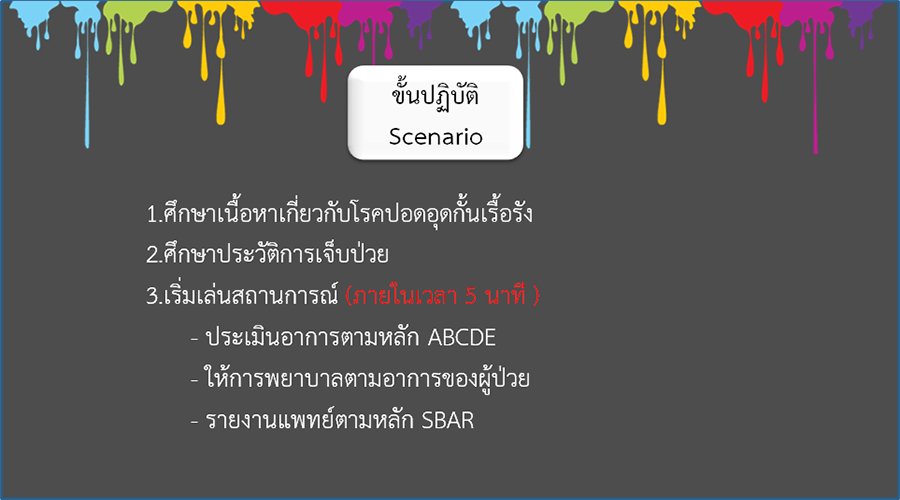 ขั้นปฏิบัติ
Scenario
1.ศึกษาเนื้อหาเกี่ยวกับโรคปอดอุดกั้นเรื้อรัง
2.ศึกษาประวัติการเจ็บป่วย
3.เริ่มเล่นสถานการณ์ (ภายในเวลา 5 นาที )
- ประเมินอาการตามหลัก ABCDE
- ให้การพยาบาลตามอาการของผู้ป่วย
- รายงานแพทย์ตามหลัก SBAR